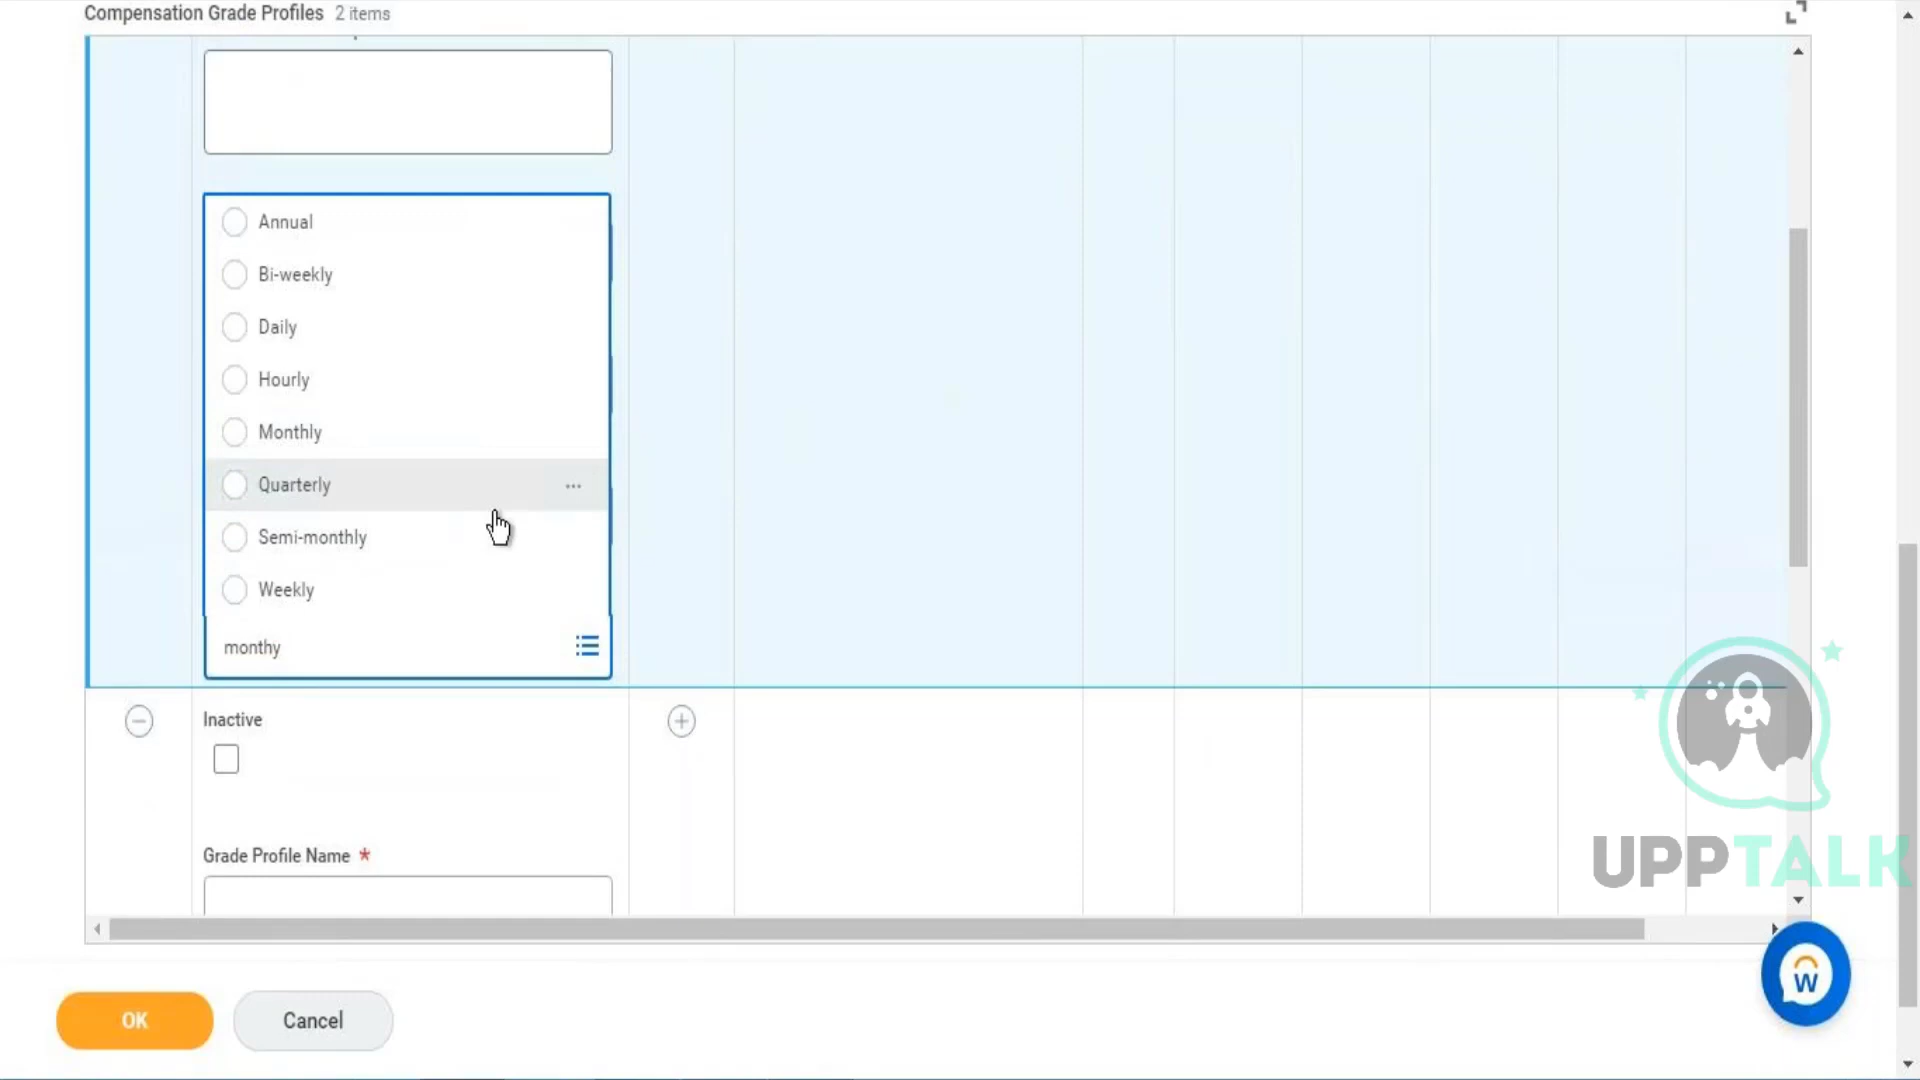 Compensation Grade Profiles 2 items
Annual
Bi-weekly
Daily
Hourly
Monthly
Quarterly
Semi-monthly
Weekly
monthy
Inactive
Grade Profile Name *
UPPTALK
W
OK
Cancel